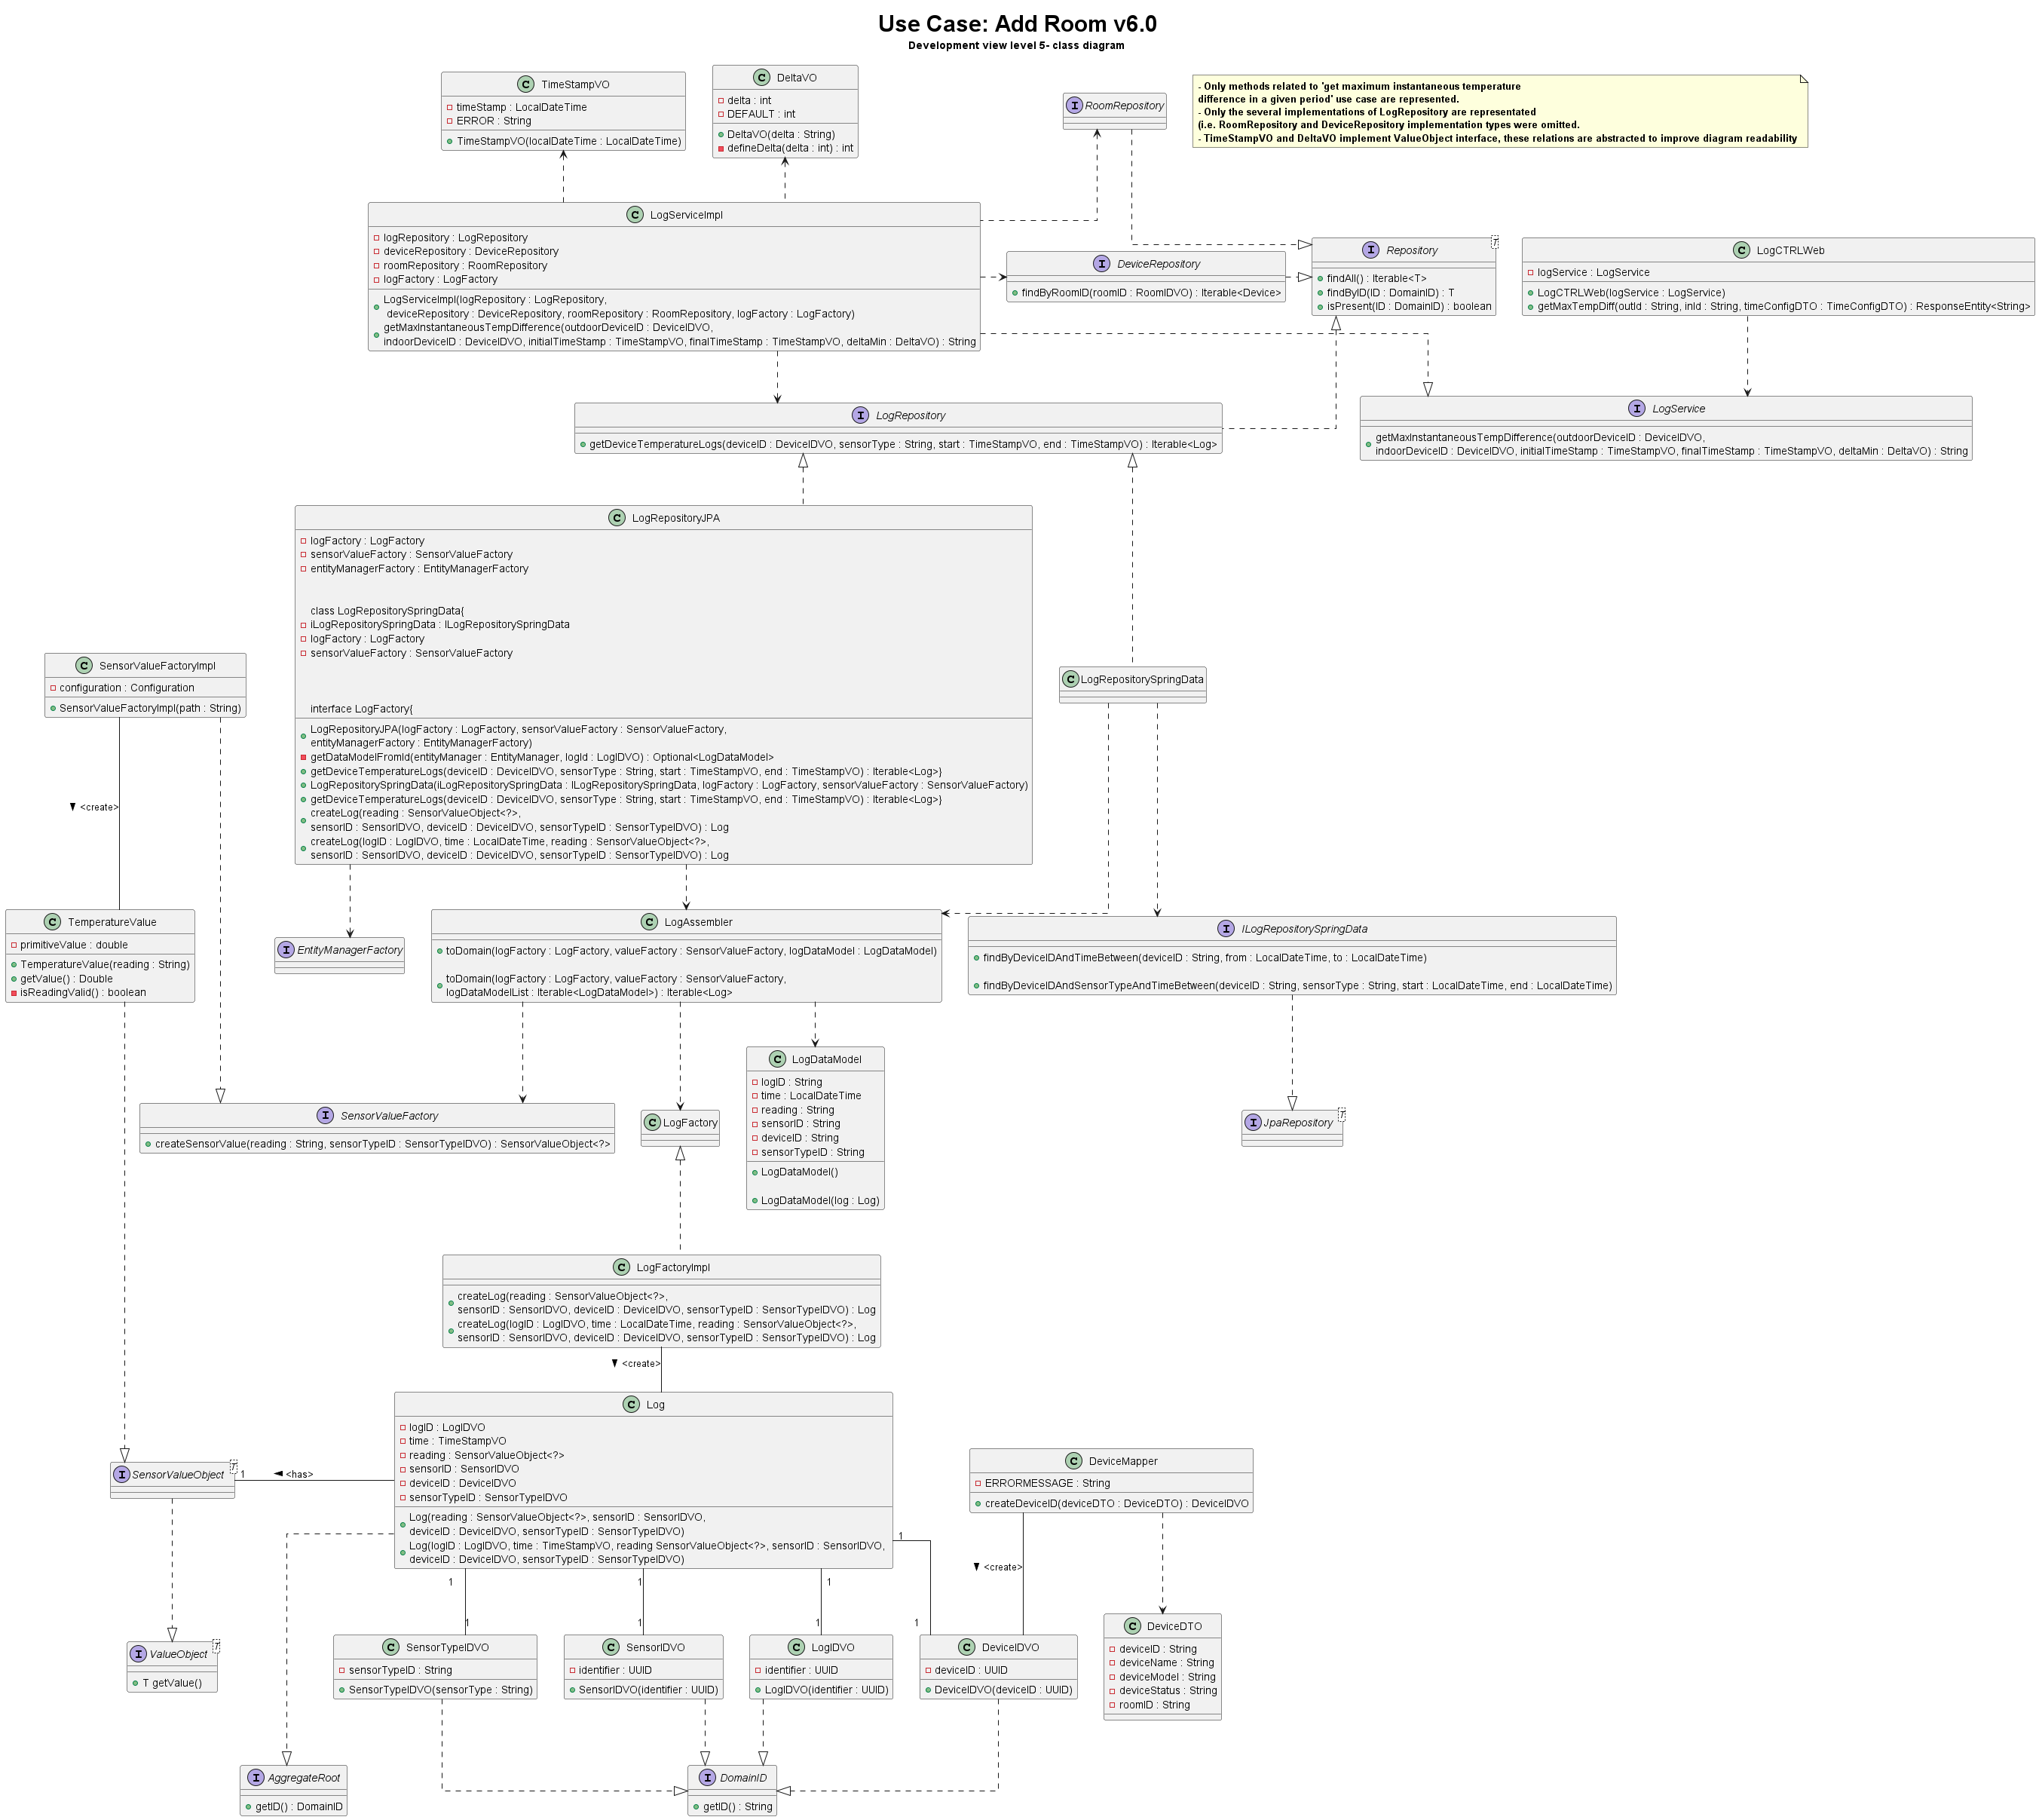 Use Case: Add Room v6.0
Development view level 5- class diagram
C TimeStampVO
timeStamp : LocalDateTime
ERROR : String
TimeStampVO(localDateTime : LocalDateTime)
C DeltaVO
delta : int
DEFAULT : int
DeltaVO(delta : String)
defineDelta(delta : int) : int
I RoomRepository
- Only methods related to 'get maximum instantaneous temperature
difference in a given period' use case are represented.
- Only the several implementations of LogRepository are representated
(i.e. RoomRepository and DeviceRepository implementation types were omitted.
- TimeStampVO and DeltaVO implement ValueObject interface, these relations are abstracted to improve diagram readability
C LogServiceImpl
logRepository : LogRepository
deviceRepository : DeviceRepository
roomRepository : RoomRepository
logFactory : LogFactory
LogServiceImpl(logRepository : LogRepository,
deviceRepository : DeviceRepository, roomRepository : RoomRepository, logFactory : LogFactory)
getMaxInstantaneousTempDifference(outdoorDeviceID : DeviceIDVO,
indoorDeviceID : DeviceIDVO, initialTimeStamp : TimeStampVO, finalTimeStamp : TimeStampVO, deltaMin : DeltaVO) : String
I DeviceRepository
findByRoomID(roomID : RoomIDVO) : Iterable<Device>
I Repository T
findAll() : Iterable<T>
findByID(ID : DomainID) : T
isPresent(ID : DomainID) : boolean
C LogCTRLWeb
logService : LogService
LogCTRLWeb(logService : LogService)
getMaxTempDiff(outId : String, inId : String, timeConfigDTO : TimeConfigDTO) : ResponseEntity<String>
I LogRepository
getDeviceTemperatureLogs(deviceID : DeviceIDVO, sensorType : String, start : TimeStampVO, end : TimeStampVO) : Iterable<Log>
I LogService
getMaxInstantaneousTempDifference(outdoorDeviceID : DeviceIDVO,
indoorDeviceID : DeviceIDVO, initialTimeStamp : TimeStampVO, finalTimeStamp : TimeStampVO, deltaMin : DeltaVO) : String
C LogRepositoryJPA
logFactory : LogFactory
sensorValueFactory : SensorValueFactory
entityManagerFactory : EntityManagerFactory
class LogRepositorySpringData{
iLogRepositorySpringData : ILogRepositorySpringData
logFactory : LogFactory
sensorValueFactory : SensorValueFactory
interface LogFactory{
LogRepositoryJPA(logFactory : LogFactory, sensorValueFactory : SensorValueFactory,
entityManagerFactory : EntityManagerFactory)
getDataModelFromId(entityManager : EntityManager, logId : LogIDVO) : Optional<LogDataModel>
getDeviceTemperatureLogs(deviceID : DeviceIDVO, sensorType : String, start : TimeStampVO, end : TimeStampVO) : Iterable<Log>}
LogRepositorySpringData(iLogRepositorySpringData : ILogRepositorySpringData, logFactory : LogFactory, sensorValueFactory : SensorValueFactory)
getDeviceTemperatureLogs(deviceID : DeviceIDVO, sensorType : String, start : TimeStampVO, end : TimeStampVO) : Iterable<Log>}
createLog(reading : SensorValueObject<?>,
sensorID : SensorIDVO, deviceID : DeviceIDVO, sensorTypeID : SensorTypeIDVO) : Log
createLog(logID : LogIDVO, time : LocalDateTime, reading : SensorValueObject<?>,
sensorID : SensorIDVO, deviceID : DeviceIDVO, sensorTypeID : SensorTypeIDVO) : Log
C SensorValueFactoryImpl
configuration : Configuration
SensorValueFactoryImpl(path : String)
C LogRepositorySpringData
<create>
C TemperatureValue
primitiveValue : double
TemperatureValue(reading : String)
getValue() : Double
isReadingValid() : boolean
I EntityManagerFactory
C LogAssembler
toDomain(logFactory : LogFactory, valueFactory : SensorValueFactory, logDataModel : LogDataModel)
toDomain(logFactory : LogFactory, valueFactory : SensorValueFactory,
logDataModelList : Iterable<LogDataModel>) : Iterable<Log>
I ILogRepositorySpringData
findByDeviceIDAndTimeBetween(deviceID : String, from : LocalDateTime, to : LocalDateTime)
findByDeviceIDAndSensorTypeAndTimeBetween(deviceID : String, sensorType : String, start : LocalDateTime, end : LocalDateTime)
I SensorValueFactory
createSensorValue(reading : String, sensorTypeID : SensorTypeIDVO) : SensorValueObject<?>
C LogFactory
C LogDataModel
logID : String
time : LocalDateTime
reading : String
sensorID : String
deviceID : String
sensorTypeID : String
LogDataModel()
LogDataModel(log : Log)
I JpaRepository T
C LogFactoryImpl
createLog(reading : SensorValueObject<?>,
sensorID : SensorIDVO, deviceID : DeviceIDVO, sensorTypeID : SensorTypeIDVO) : Log
createLog(logID : LogIDVO, time : LocalDateTime, reading : SensorValueObject<?>,
sensorID : SensorIDVO, deviceID : DeviceIDVO, sensorTypeID : SensorTypeIDVO) : Log
<create>
C Log
logID : LogIDVO
time : TimeStampVO
reading : SensorValueObject<?>
sensorID : SensorIDVO
deviceID : DeviceIDVO
sensorTypeID : SensorTypeIDVO
Log(reading : SensorValueObject<?>, sensorID : SensorIDVO,
deviceID : DeviceIDVO, sensorTypeID : SensorTypeIDVO)
Log(logID : LogIDVO, time : TimeStampVO, reading SensorValueObject<?>, sensorID : SensorIDVO,
deviceID : DeviceIDVO, sensorTypeID : SensorTypeIDVO)
I SensorValueObject T
1 <has>
C DeviceMapper
ERRORMESSAGE : String
createDeviceID(deviceDTO : DeviceDTO) : DeviceIDVO
1
<create>
1 1 1
1 1 1 1
I ValueObject T
T getValue()
C SensorTypeIDVO
sensorTypeID : String
SensorTypeIDVO(sensorType : String)
C SensorIDVO
identifier : UUID
SensorIDVO(identifier : UUID)
C LogIDVO
identifier : UUID
LogIDVO(identifier : UUID)
C DeviceIDVO
deviceID : UUID
DeviceIDVO(deviceID : UUID)
C DeviceDTO
deviceID : String
deviceName : String
deviceModel : String
deviceStatus : String
roomID : String
I AggregateRoot
getID() : DomainID
I DomainID
getID() : String